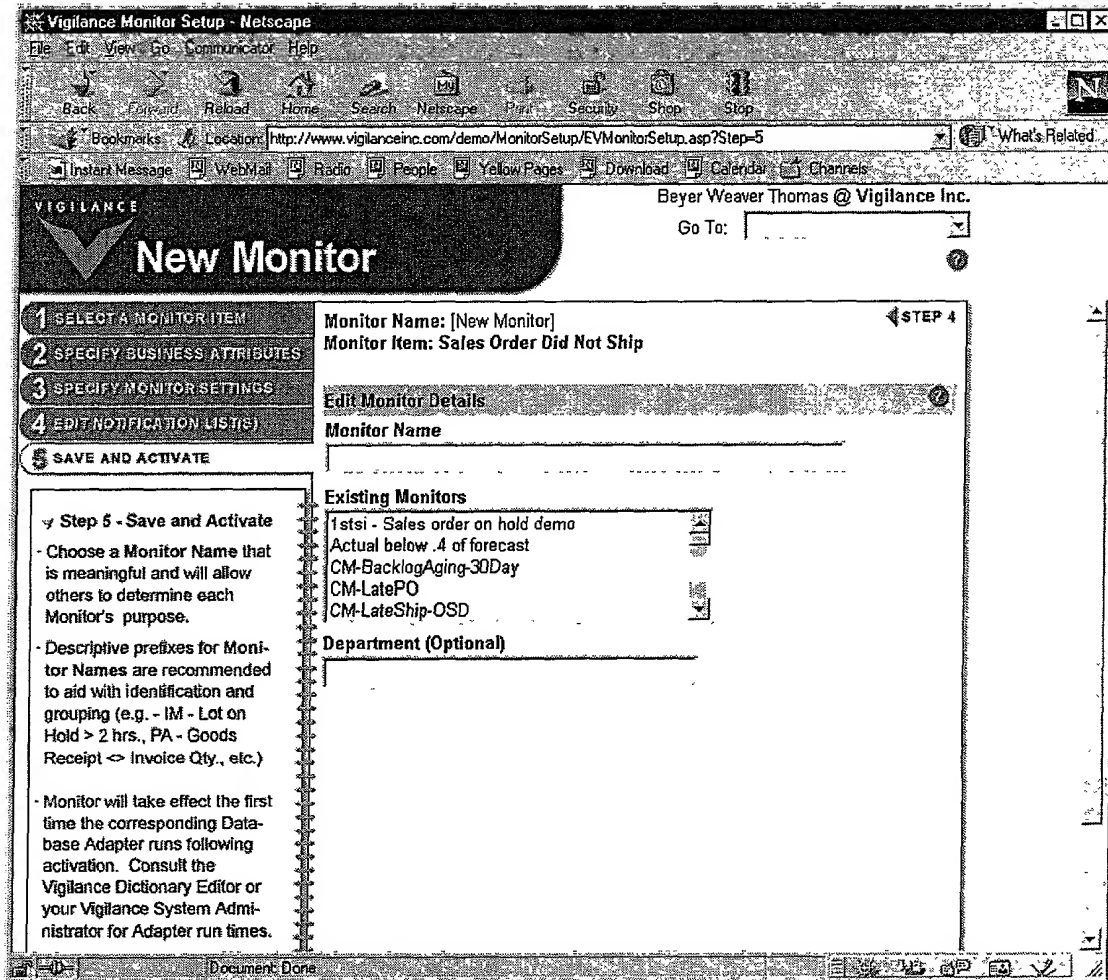 Vigilance Monitor Setup - Netscape
File Edit View Go Communicator Help
Back Forward Reload Home Search Netscape Print Security Shop Stop
N
Bookmarks Location: http://www.vigilanceinc.com/demo/MonitorSetup/EVMonitorSetup.asp?Step=5 What's Related
Instant Message WebMail Radio People Yellow Pages Download Calendar Channels
VIGILANCE
New Monitor
Beyer Weaver Thomas @ Vigilance Inc.
Go To:
?
1 SELECT A MONITOR ITEM
2 SPECIFY BUSINESS ATTRIBUTES
3 SPECIFY MONITOR SETTINGS
4 EDIT NOTIFICATION LIST(S)
5 SAVE AND ACTIVATE
Step 5 - Save and Activate
- Choose a Monitor Name that
is meaningful and will allow
others to determine each
Monitor's purpose.
- Descriptive prefixes for Moni-
tor Names are recommended
to aid with identification and
grouping (e.g. - IM - Lot on
Hold > 2 hrs., PA - Goods
Receipt <> Invoice Qty., etc.)
- Monitor will take effect the first
time the corresponding Data-
base Adapter runs following
activation. Consult the
Vigilance Dictionary Editor or
your Vigilance System Admi-
nistrator for Adapter run times.
Monitor Name: [New Monitor]
STEP 4
Monitor Item: Sales Order Did Not Ship
Edit Monitor Details
?
Monitor Name
Existing Monitors
1stsi - Sales order on hold demo
Actual below .4 of forecast
CM-BacklogAging-30Day
CM-LatePO
CM-LateShip-OSD
Department (Optional)
Document: Done